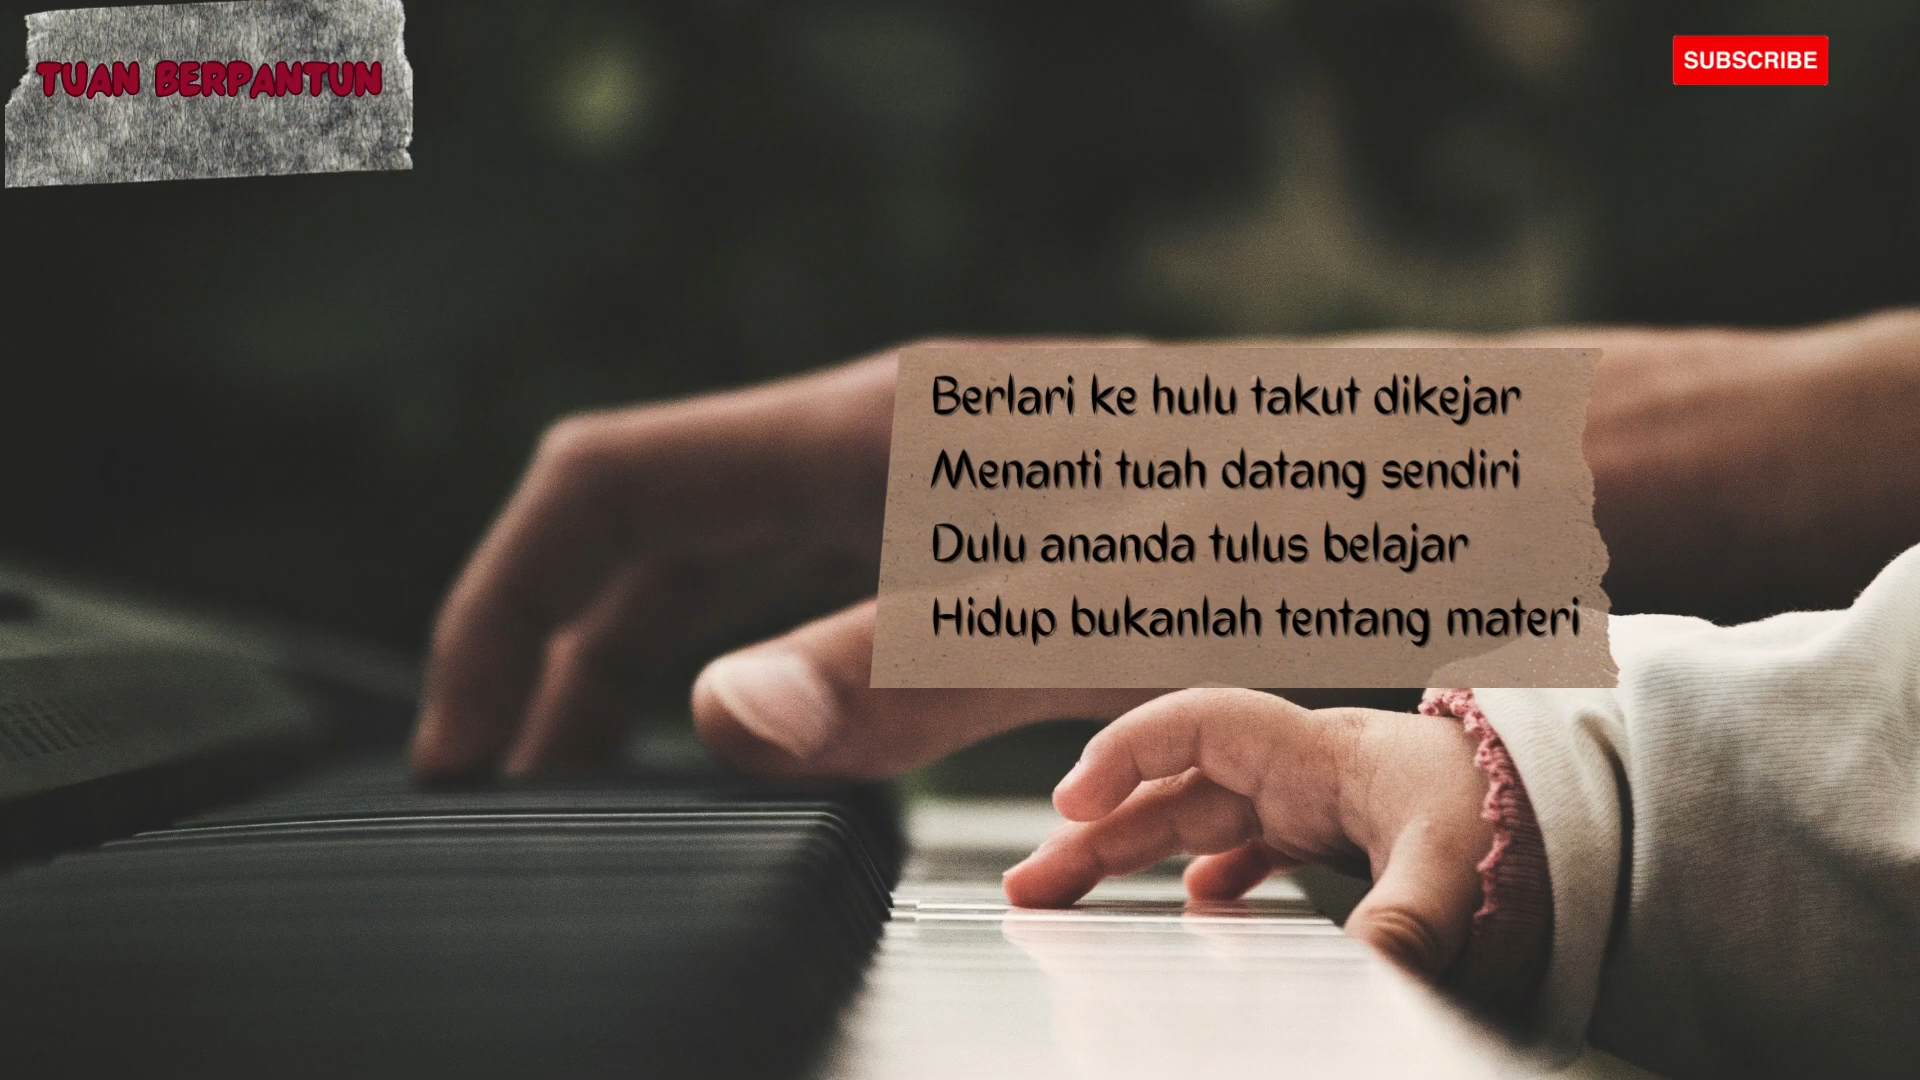 TUAN BERPANTUN
SUBSCRIBE
Berlari ke hulu takut dikejar
Menanti tuah datang sendiri
Dulu ananda tulus belajar
Hidup bukanlah tentang materi